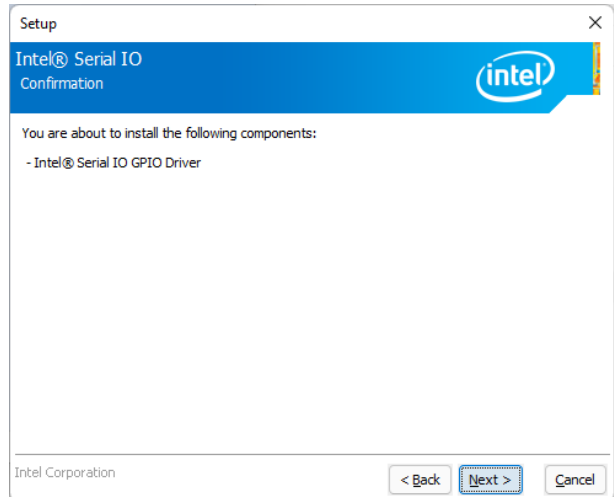 Setup
Intel® Serial IO
Confirmation
intel
You are about to install the following components:
- Intel® Serial IO GPIO Driver
Intel Corporation
< Back
Next >
Cancel